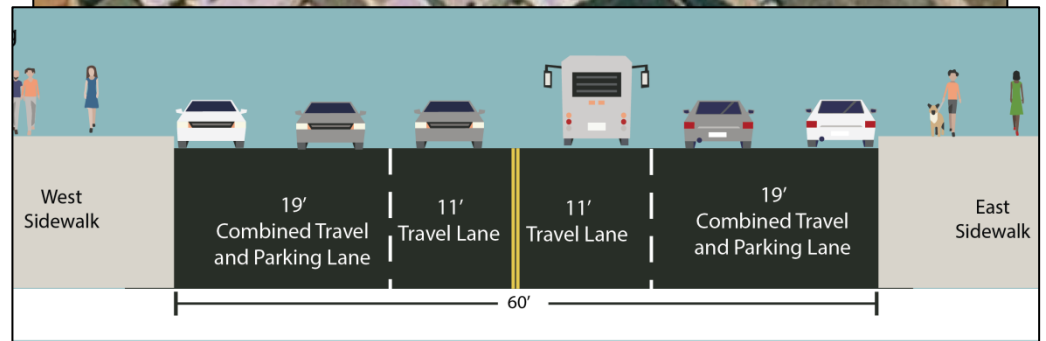 West
Sidewalk
19'
Combined Travel
and Parking Lane
11'
Travel Lane
11'
Travel Lane
19'
Combined Travel
and Parking Lane
East
Sidewalk
60'